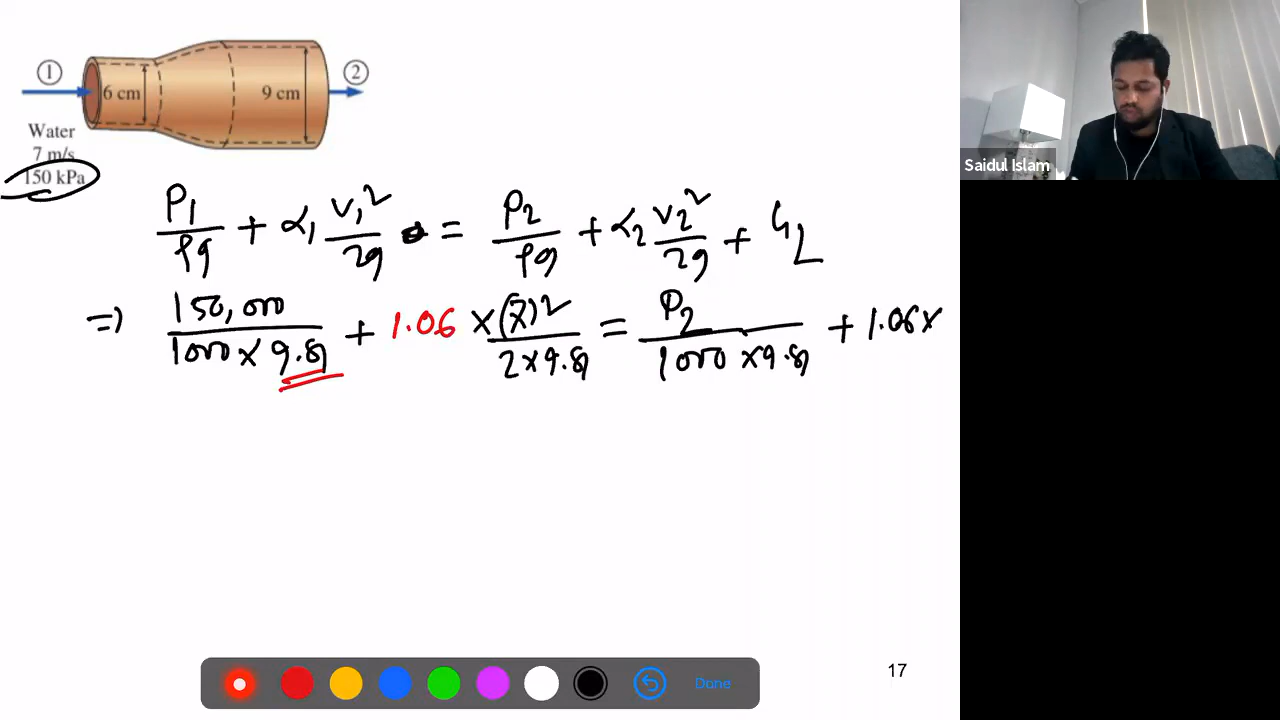 ① ②
6 cm 9 cm
Water
7 m/s
150 kPa
Saidul Islam
P₁/ρg + α₁ V₁²/2g = P₂/ρg + α₂ V₂²/2g + h_L
⇒ 150,000/1000 × 9.81 + 1.06 × (7)²/2 × 9.81 = P₂/1000 × 9.81 + 1.06 ×
17
Done